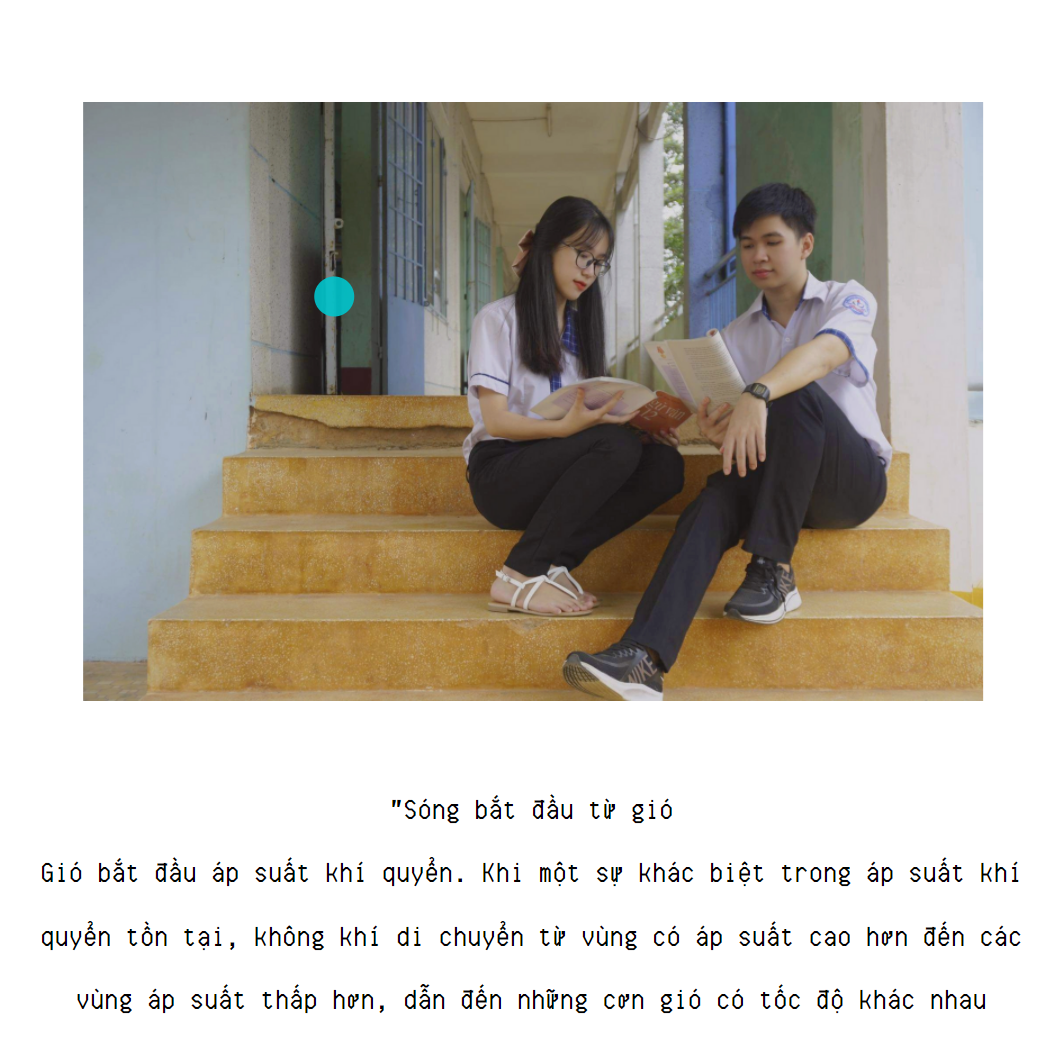 NIKE
"Sóng bắt đầu từ gió
Gió bắt đầu áp suất khí quyển. Khi một sự khác biệt trong áp suất khí
quyển tồn tại, không khí di chuyển từ vùng có áp suất cao hơn đến các
vùng áp suất thấp hơn, dẫn đến những cơn gió có tốc độ khác nhau